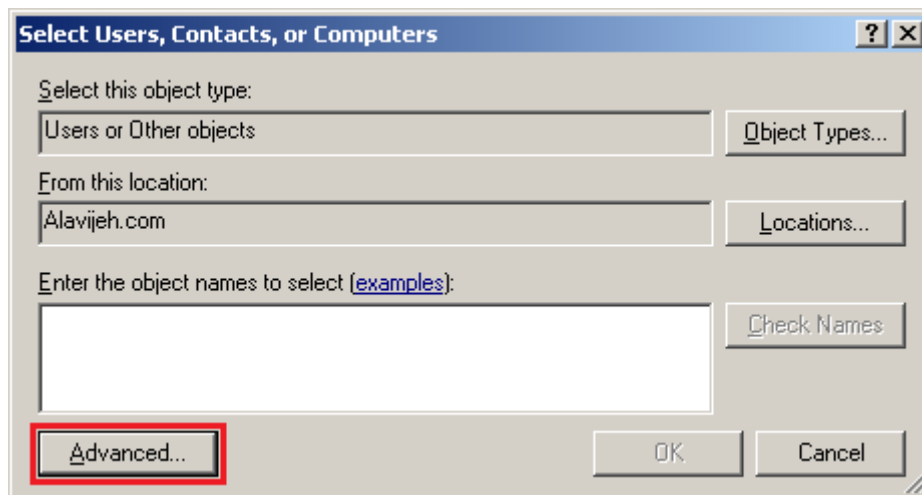 Select Users, Contacts, or Computers
Select this object type:
Users or Other objects
Object Types...
From this location:
Alavijeh.com
Locations...
Enter the object names to select (examples):
Check Names
Advanced...
OK
Cancel